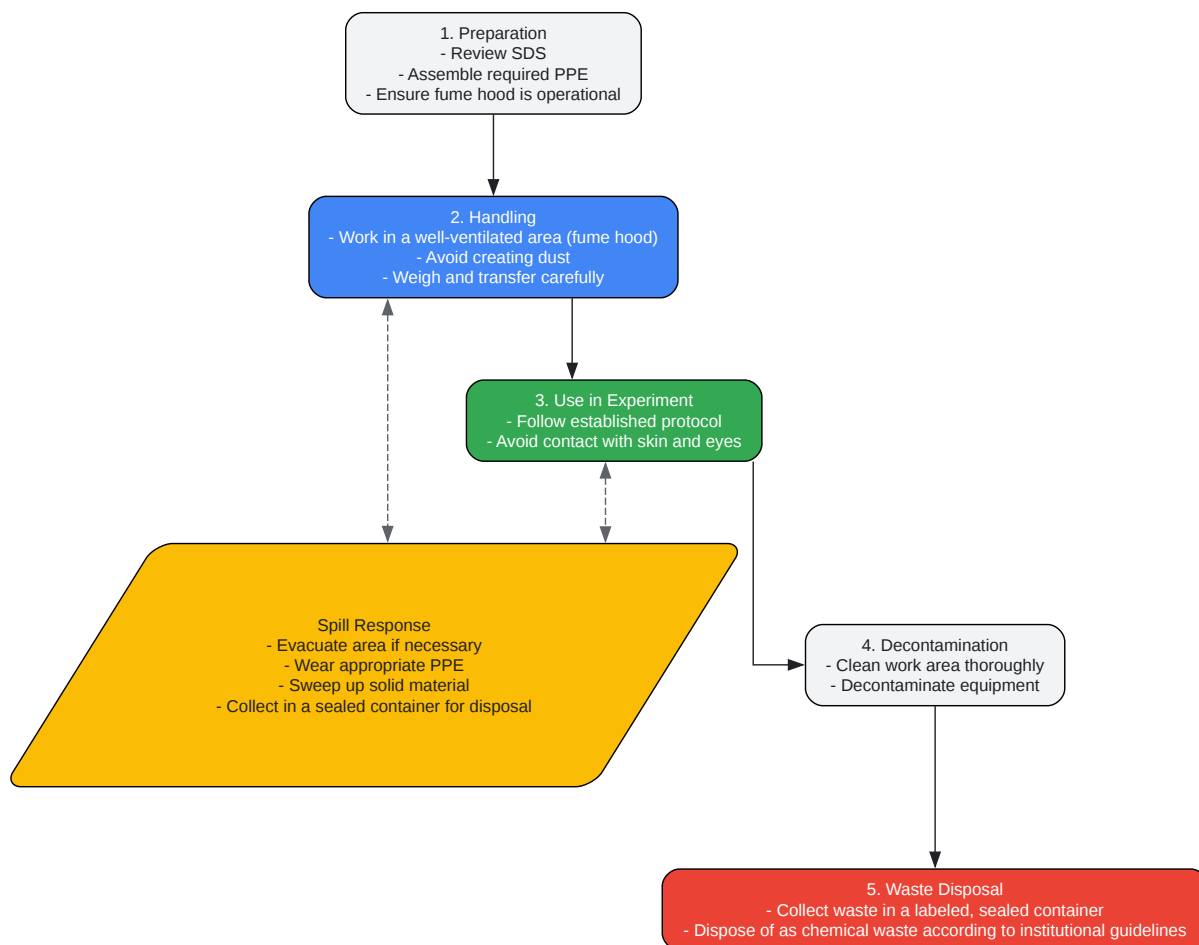 1. Preparation
- Review SDS
- Assemble required PPE
- Ensure fume hood is operational
2. Handling
- Work in a well-ventilated area (fume hood)
- Avoid creating dust
- Weigh and transfer carefully
3. Use in Experiment
- Follow established protocol
- Avoid contact with skin and eyes
Spill Response
- Evacuate area if necessary
- Wear appropriate PPE
- Sweep up solid material
- Collect in a sealed container for disposal
4. Decontamination
- Clean work area thoroughly
- Decontaminate equipment
5. Waste Disposal
- Collect waste in a labeled, sealed container
- Dispose of as chemical waste according to institutional guidelines